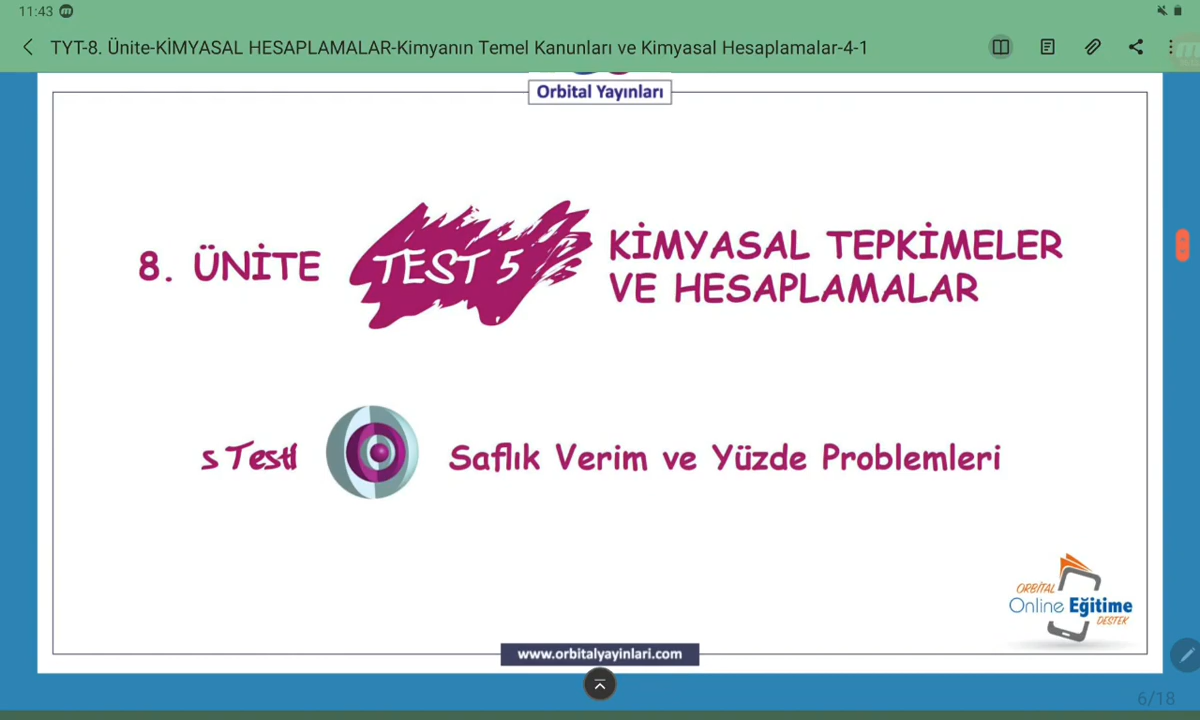 11:43
TYT-8. Ünite-KİMYASAL HESAPLAMALAR-Kimyanın Temel Kanunları ve Kimyasal Hesaplamalar-4-1
Orbital Yayınları
8. ÜNİTE
TEST 5
KİMYASAL TEPKİMELER
VE HESAPLAMALAR
s Testi
Saflık Verim ve Yüzde Problemleri
ORBİTAL
Online Eğitime
DESTEK
www.orbitalyayinlari.com
6/18